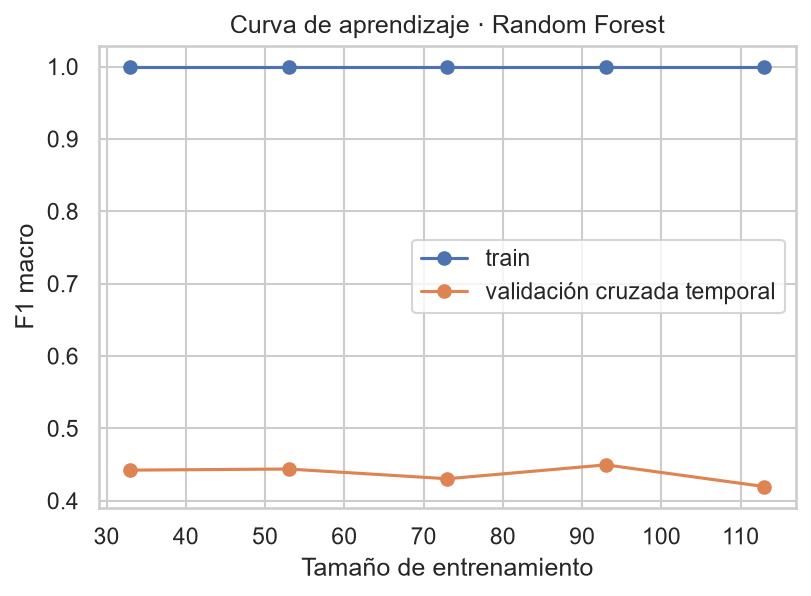 Curva de aprendizaje · Random Forest
F1 macro
1.0
0.9
0.8
0.7
0.6
0.5
0.4
train
validación cruzada temporal
30 40 50 60 70 80 90 100 110
Tamaño de entrenamiento